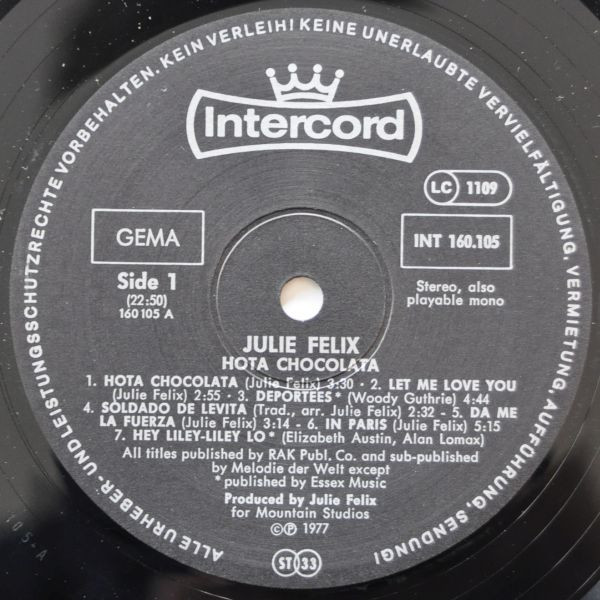 ALLE URHEBER- UND LEISTUNGSSCHUTZRECHTE VORBEHALTEN. KEIN VERLEIH! KEINE UNERLAUBTE VERVIELFÄLTIGUNG, VERMIETUNG, AUFFÜHRUNG, SENDUNG!
Intercord
LC 1109
GEMA
INT 160.105
Side 1
(22:50)
160105 A
Stereo, also
playable mono
JULIE FELIX
HOTA CHOCOLATA
1. HOTA CHOCOLATA (Julie Felix) 3:30 · 2. LET ME LOVE YOU
(Julie Felix) 2:55 · 3. DEPORTEES* (Woody Guthrie) 4:44
4. SOLDADO DE LEVITA (Trad., arr. Julie Felix) 2:32 - 5. DA ME
LA FUERZA (Julie Felix) 3:14 - 6. IN PARIS (Julie Felix) 5:15
7. HEY LILEY-LILEY LO* (Elizabeth Austin, Alan Lomax)
All titles published by RAK Publ. Co. and sub-published
by Melodie der Welt except
* published by Essex Music
Produced by Julie Felix
for Mountain Studios
©℗ 1977
ST 33